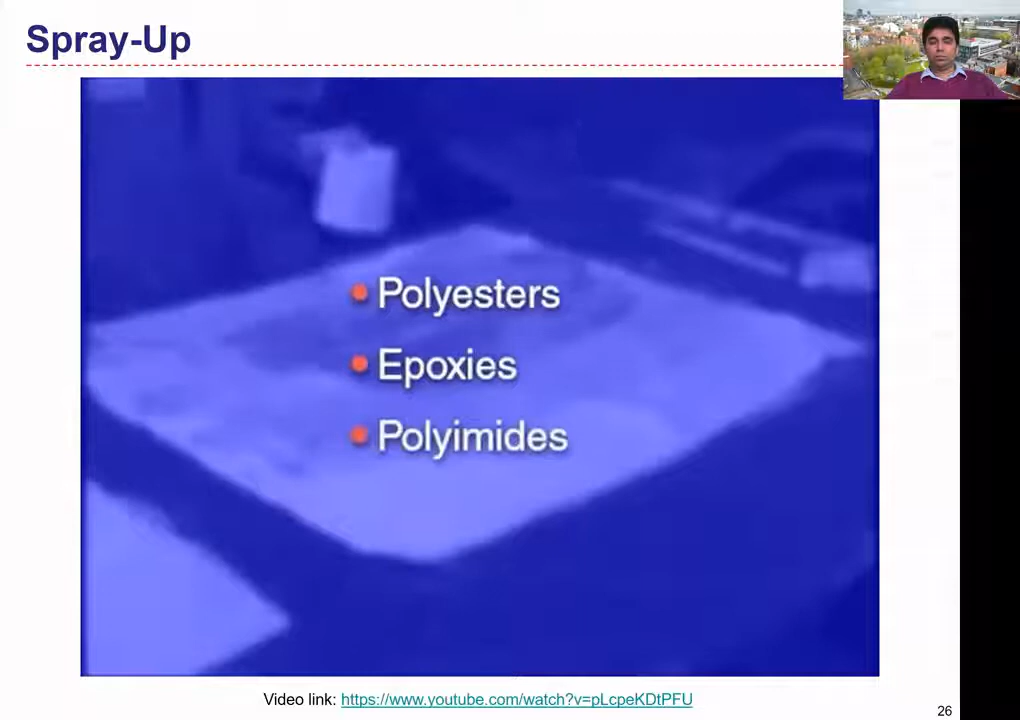 Spray-Up
• Polyesters
• Epoxies
• Polyimides
Video link: https://www.youtube.com/watch?v=pLcpeKDtPFU
26